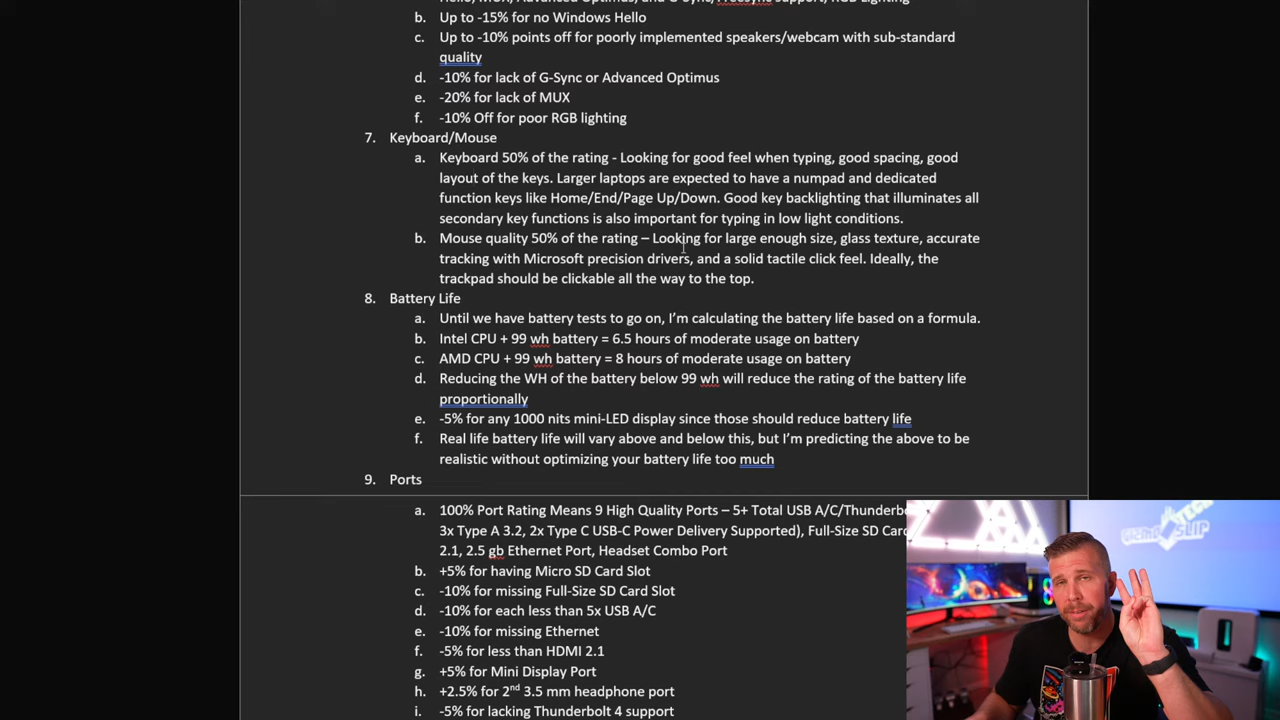 b. Up to -15% for no Windows Hello
c. Up to -10% points off for poorly implemented speakers/webcam with sub-standard
quality
d. -10% for lack of G-Sync or Advanced Optimus
e. -20% for lack of MUX
f. -10% Off for poor RGB lighting
7. Keyboard/Mouse
a. Keyboard 50% of the rating - Looking for good feel when typing, good spacing, good
layout of the keys. Larger laptops are expected to have a numpad and dedicated
function keys like Home/End/Page Up/Down. Good key backlighting that illuminates all
secondary key functions is also important for typing in low light conditions.
b. Mouse quality 50% of the rating – Looking for large enough size, glass texture, accurate
tracking with Microsoft precision drivers, and a solid tactile click feel. Ideally, the
trackpad should be clickable all the way to the top.
8. Battery Life
a. Until we have battery tests to go on, I'm calculating the battery life based on a formula.
b. Intel CPU + 99 wh battery = 6.5 hours of moderate usage on battery
c. AMD CPU + 99 wh battery = 8 hours of moderate usage on battery
d. Reducing the WH of the battery below 99 wh will reduce the rating of the battery life
proportionally
e. -5% for any 1000 nits mini-LED display since those should reduce battery life
f. Real life battery life will vary above and below this, but I'm predicting the above to be
realistic without optimizing your battery life too much
9. Ports
a. 100% Port Rating Means 9 High Quality Ports – 5+ Total USB A/C/Thunderbo
3x Type A 3.2, 2x Type C USB-C Power Delivery Supported), Full-Size SD Card
2.1, 2.5 gb Ethernet Port, Headset Combo Port
b. +5% for having Micro SD Card Slot
c. -10% for missing Full-Size SD Card Slot
d. -10% for each less than 5x USB A/C
e. -10% for missing Ethernet
f. -5% for less than HDMI 2.1
g. +5% for Mini Display Port
h. +2.5% for 2nd 3.5 mm headphone port
i. -5% for lacking Thunderbolt 4 support